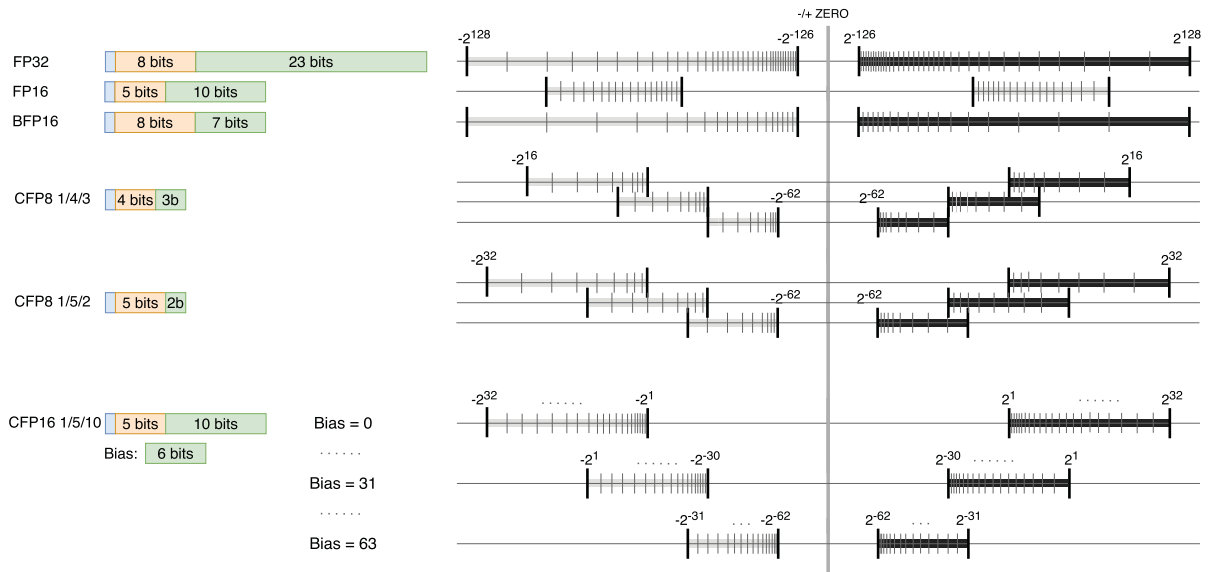 -/+ ZERO
-2^128 -2^-126 2^-126 2^128
FP32 8 bits 23 bits
FP16 5 bits 10 bits
BFP16 8 bits 7 bits
-2^16 2^16
CFP8 1/4/3 4 bits 3b -2^-62 2^-62
-2^32 2^32
CFP8 1/5/2 5 bits 2b -2^-62 2^-62
-2^32 ...... -2^1 2^1 ...... 2^32
CFP16 1/5/10 5 bits 10 bits Bias = 0
Bias: 6 bits ......
-2^1 ...... -2^-30 2^-30 ...... 2^1
Bias = 31
......
-2^-31 ... -2^-62 2^-62 ... 2^-31
Bias = 63